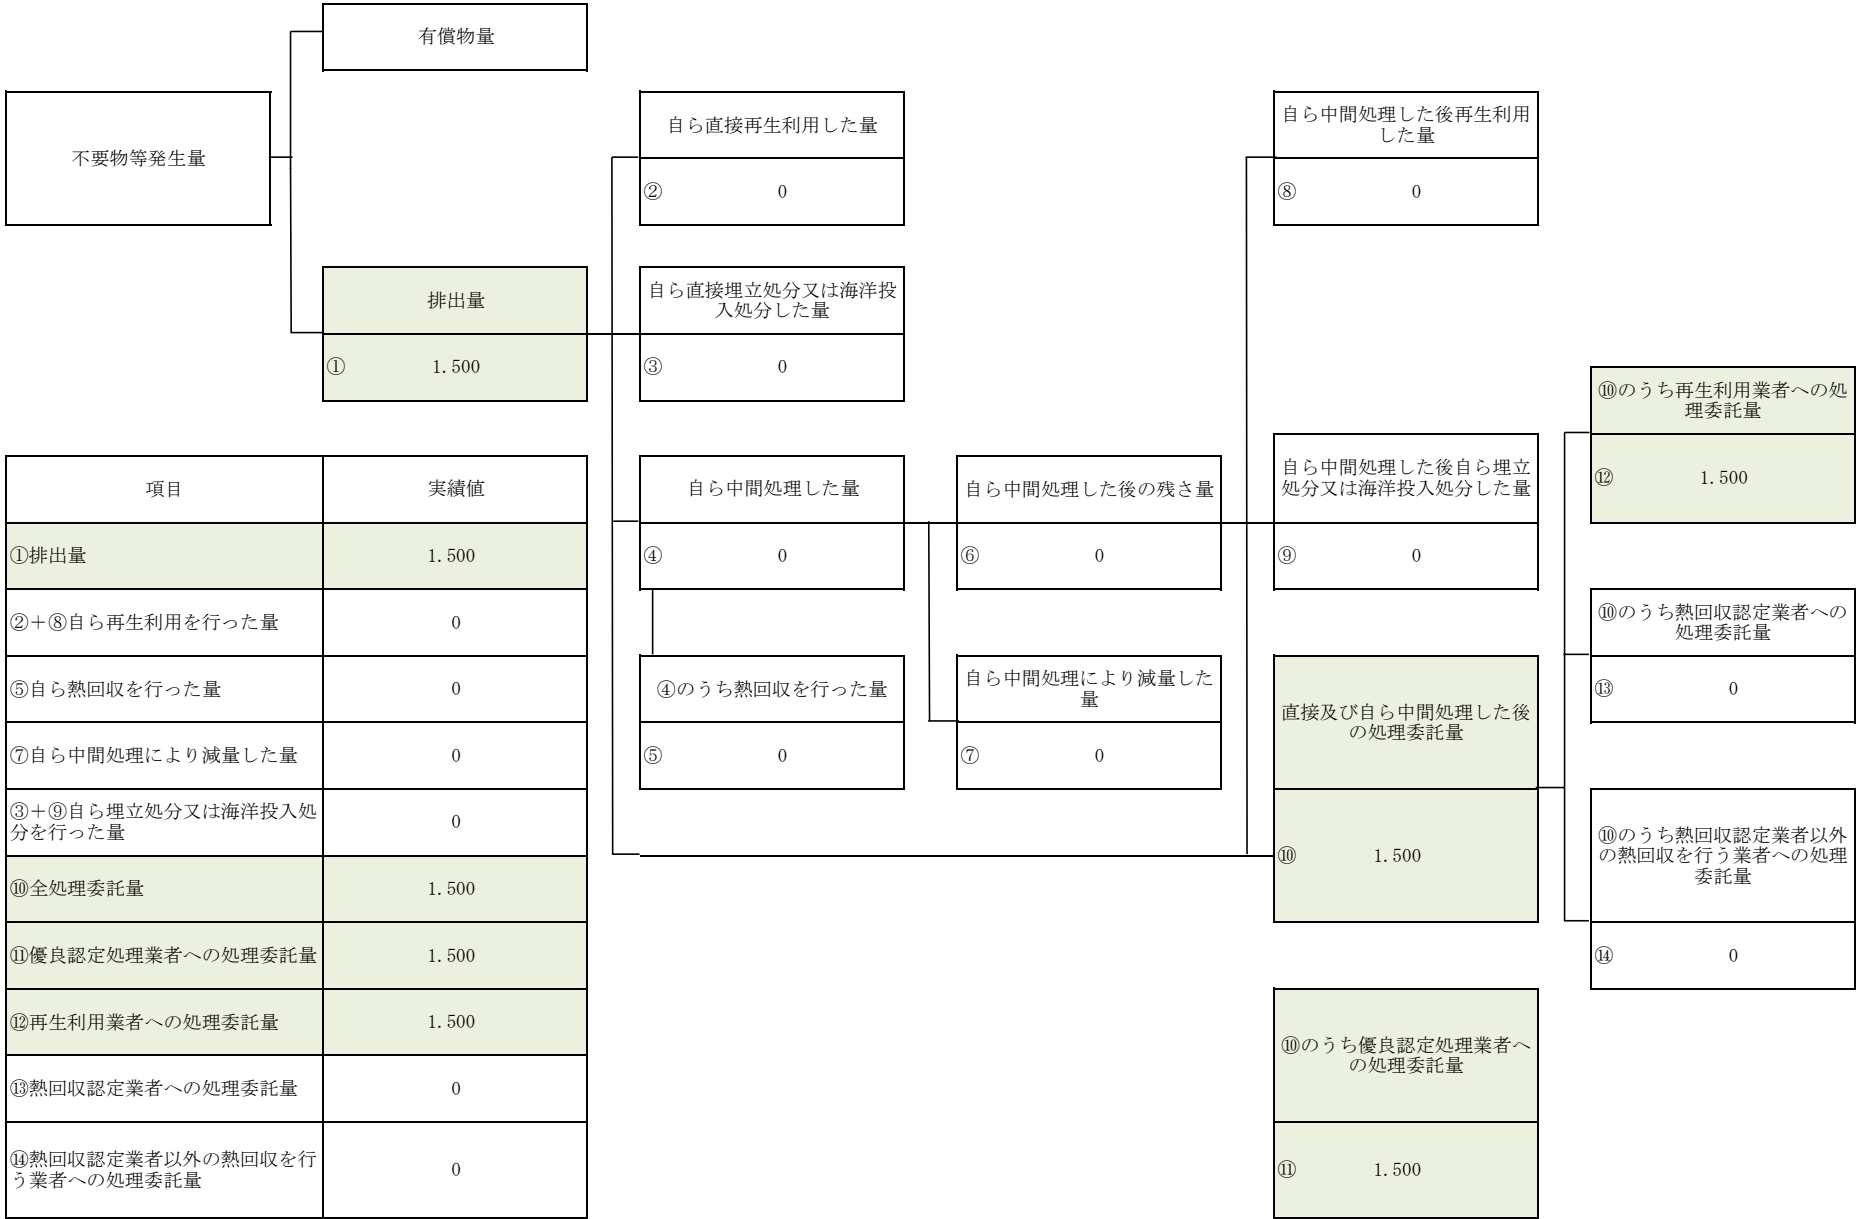 有償物量
不要物等発生量
自ら直接再生利用した量
② 0
自ら中間処理した後再生利用
した量
⑧ 0
排出量
① 1.500
自ら直接埋立処分又は海洋投
入処分した量
③ 0
⑩のうち再生利用業者への処
理委託量
⑫ 1.500
自ら中間処理した量
④ 0
自ら中間処理した後の残さ量
⑥ 0
自ら中間処理した後自ら埋立
処分又は海洋投入処分した量
⑨ 0
⑩のうち熱回収認定業者への
処理委託量
⑬ 0
④のうち熱回収を行った量
⑤ 0
自ら中間処理により減量した
量
⑦ 0
直接及び自ら中間処理した後
の処理委託量
⑩ 1.500
⑩のうち熱回収認定業者以外
の熱回収を行う業者への処理
委託量
⑭ 0
⑩のうち優良認定処理業者へ
の処理委託量
⑪ 1.500
項目 実績値
①排出量 1.500
②＋⑧自ら再生利用を行った量 0
⑤自ら熱回収を行った量 0
⑦自ら中間処理により減量した量 0
③＋⑨自ら埋立処分又は海洋投入処
分を行った量 0
⑩全処理委託量 1.500
⑪優良認定処理業者への処理委託量 1.500
⑫再生利用業者への処理委託量 1.500
⑬熱回収認定業者への処理委託量 0
⑭熱回収認定業者以外の熱回収を行
う業者への処理委託量 0